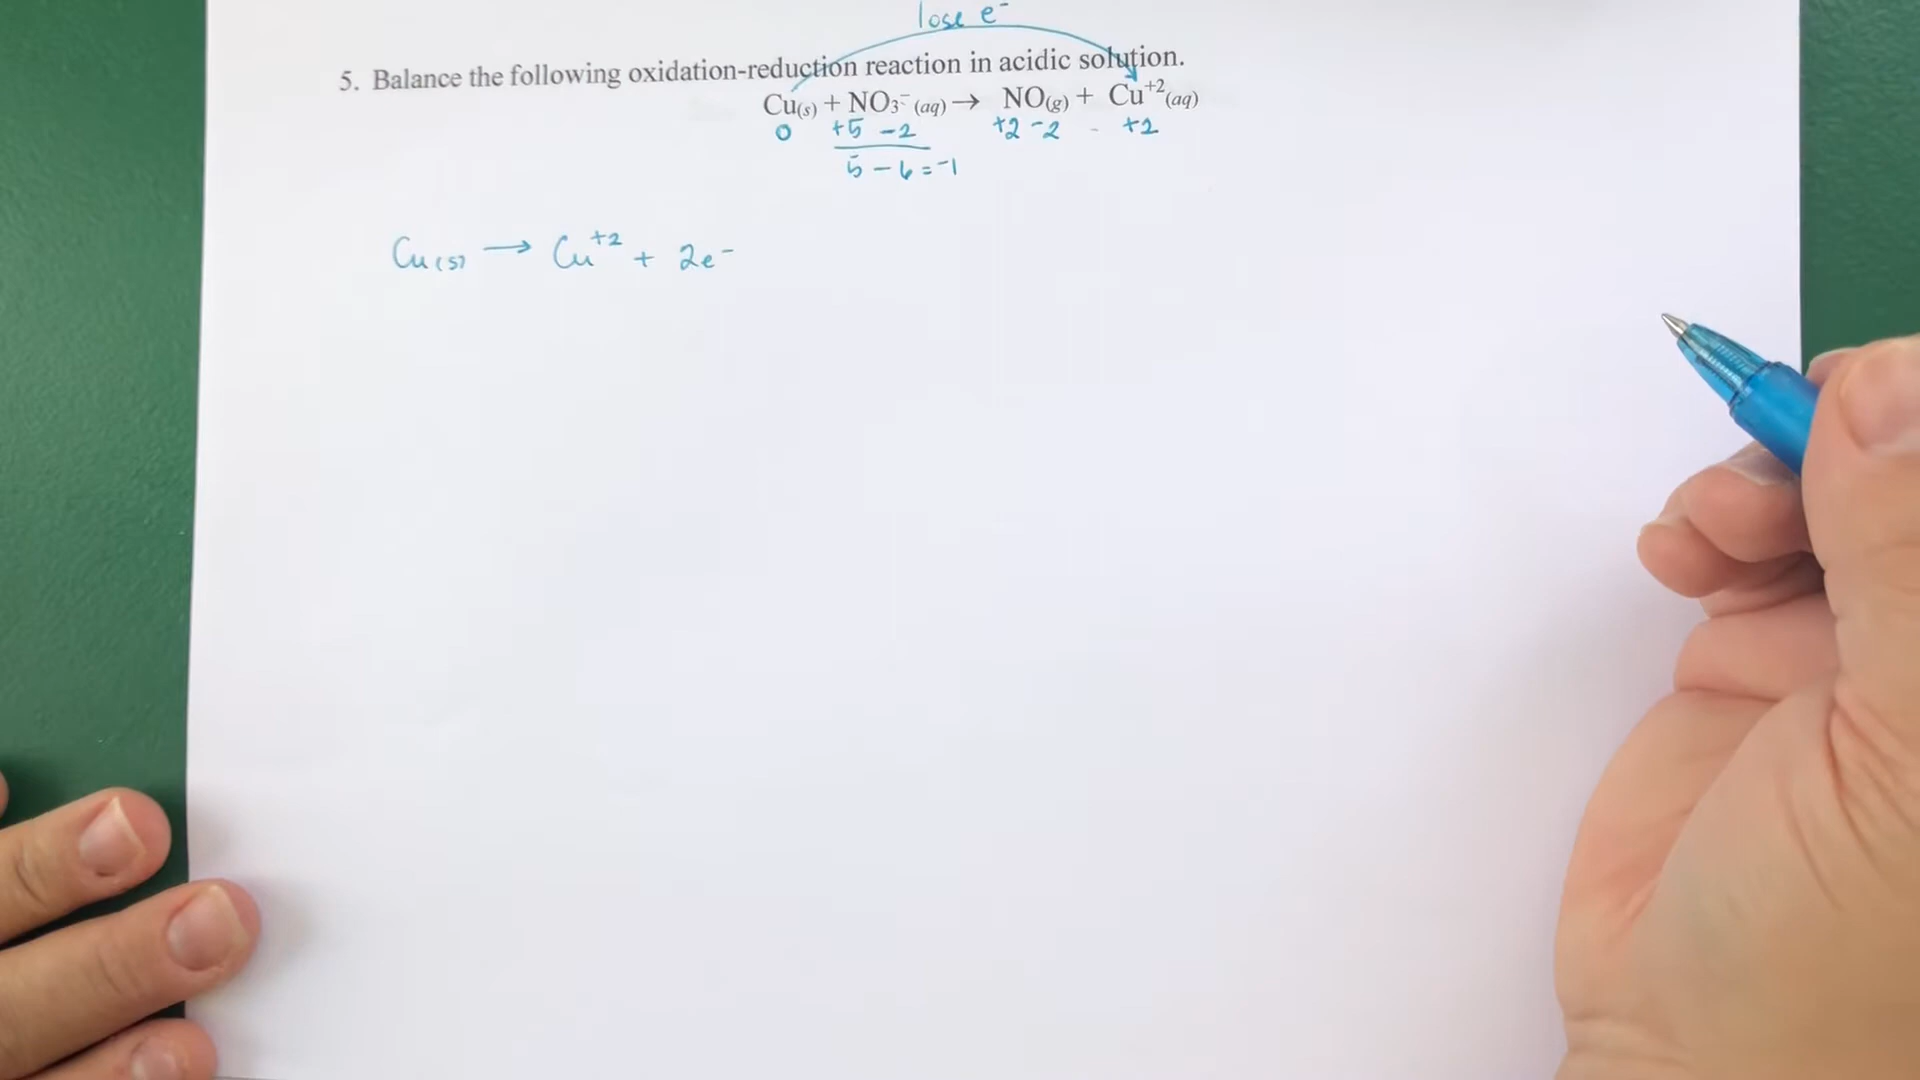 lose e⁻
5. Balance the following oxidation-reduction reaction in acidic solution.
Cu(s) + NO₃⁻ (aq) → NO(g) + Cu⁺²(aq)
0 +5 -2 +2 -2 +2
5 - 6 = -1
Cu(s) → Cu⁺² + 2e⁻